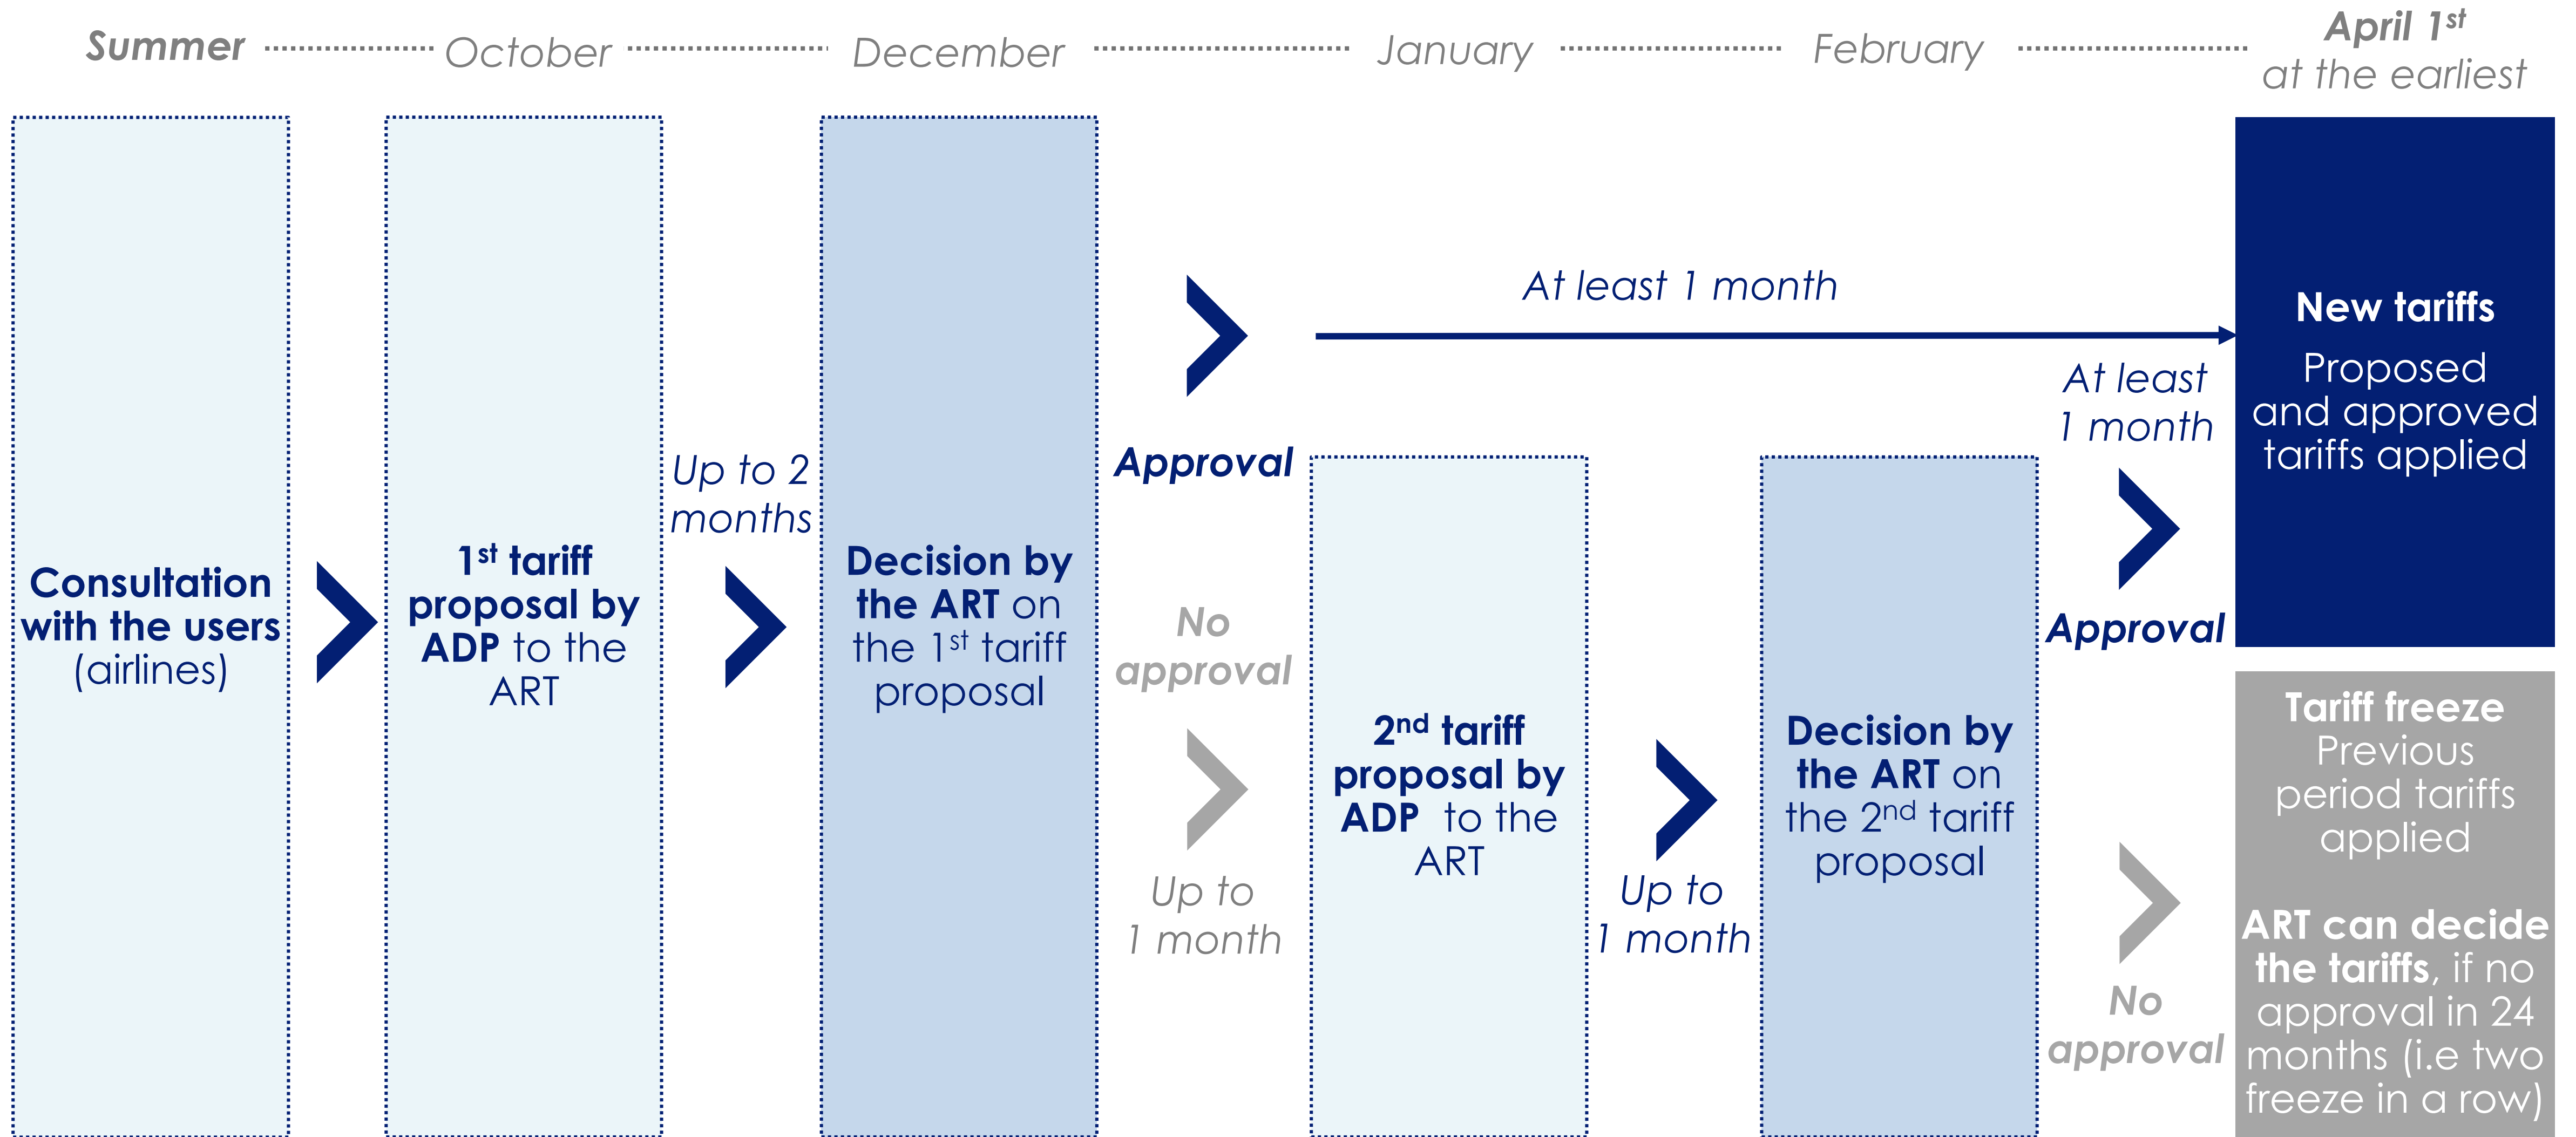 Summer
October
December
January
February
April 1st
at the earliest
Consultation
with the users
(airlines)
1st tariff
proposal by
ADP to the
ART
Up to 2
months
Decision by
the ART on
the 1st tariff
proposal
Approval
At least 1 month
No
approval
Up to
1 month
2nd tariff
proposal by
ADP to the
ART
Up to
1 month
Decision by
the ART on
the 2nd tariff
proposal
At least
1 month
Approval
No
approval
New tariffs
Proposed
and approved
tariffs applied
Tariff freeze
Previous
period tariffs
applied
ART can decide
the tariffs, if no
approval in 24
months (i.e two
freeze in a row)